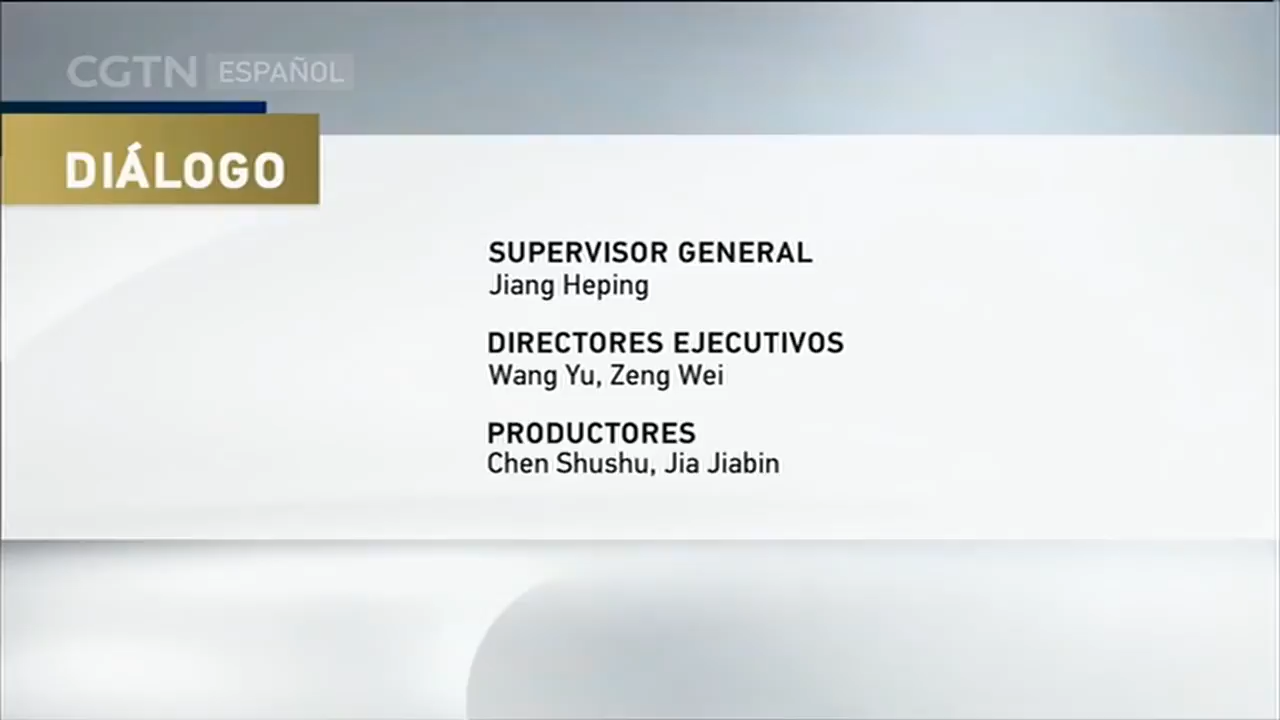 CGTN ESPAÑOL
DIÁLOGO
SUPERVISOR GENERAL
Jiang Heping
DIRECTORES EJECUTIVOS
Wang Yu, Zeng Wei
PRODUCTORES
Chen Shushu, Jia Jiabin